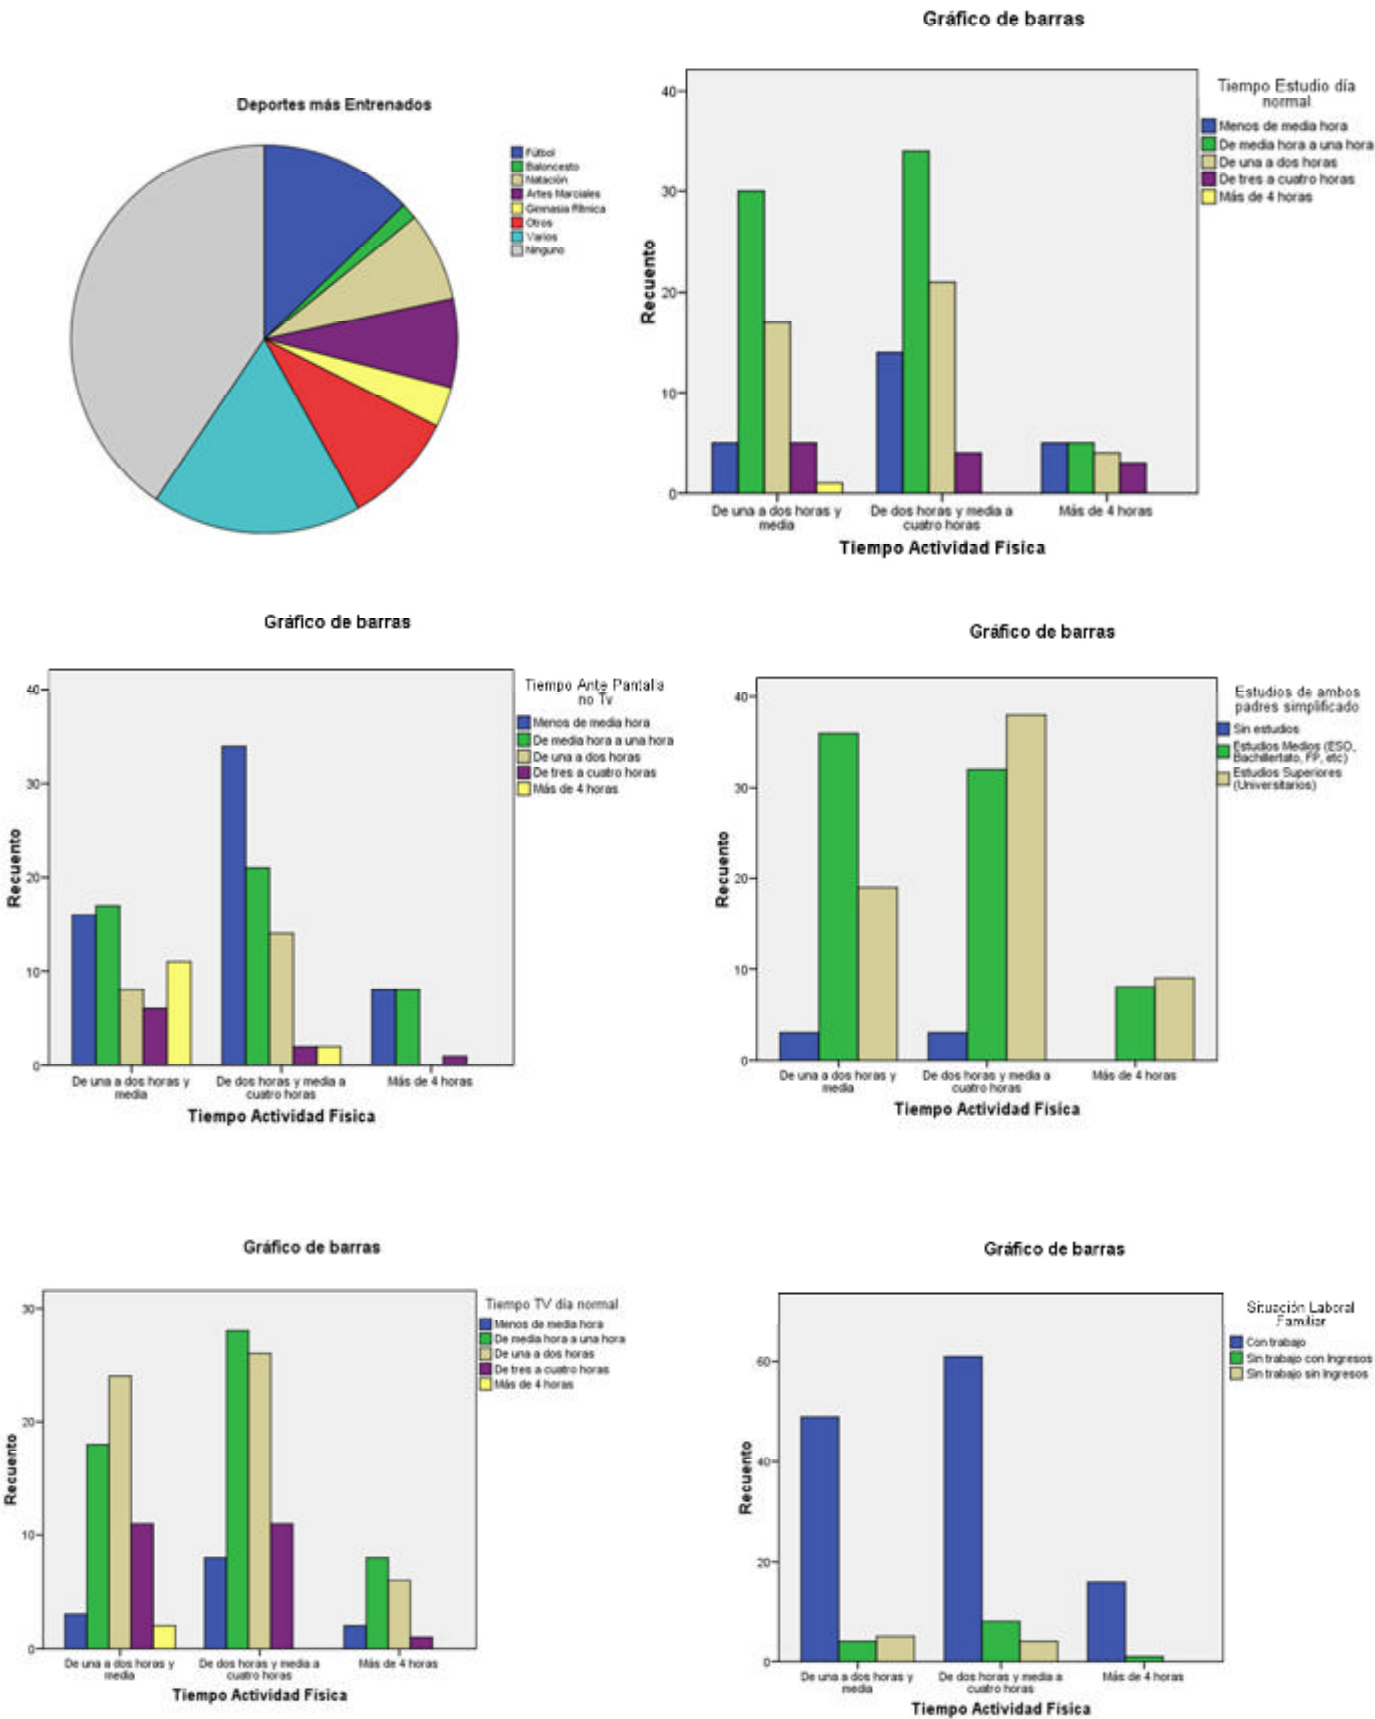 Gráfico de barras
Deportes más Entrenados
Fútbol
Baloncesto
Natación
Artes Marciales
Gimnasia Rítmica
Otros
Varios
Ninguno
40
30
20
10
0
Recuento
De una a dos horas y
media
De dos horas y media a
cuatro horas
Más de 4 horas
Tiempo Actividad Física
Tiempo Estudio día
normal
Menos de media hora
De media hora a una hora
De una a dos horas
De tres a cuatro horas
Más de 4 horas
Gráfico de barras
40
30
20
10
0
Recuento
De una a dos horas y
media
De dos horas y media a
cuatro horas
Más de 4 horas
Tiempo Actividad Física
Tiempo Ante Pantalla
no Tv
Menos de media hora
De media hora a una hora
De una a dos horas
De tres a cuatro horas
Más de 4 horas
Gráfico de barras
40
30
20
10
0
Recuento
De una a dos horas y
media
De dos horas y media a
cuatro horas
Más de 4 horas
Tiempo Actividad Física
Estudios de ambos
padres simplificado
Sin estudios
Estudios Medios (ESO,
Bachillertato, FP, etc)
Estudios Superiores
(Universitarios)
Gráfico de barras
30
20
10
0
Recuento
De una a dos horas y
media
De dos horas y media a
cuatro horas
Más de 4 horas
Tiempo Actividad Física
Tiempo TV día normal
Menos de media hora
De media hora a una hora
De una a dos horas
De tres a cuatro horas
Más de 4 horas
Gráfico de barras
60
40
20
0
Recuento
De una a dos horas y
media
De dos horas y media a
cuatro horas
Más de 4 horas
Tiempo Actividad Física
Situación Laboral
Familiar
Con trabajo
Sin trabajo con Ingresos
Sin trabajo sin Ingresos